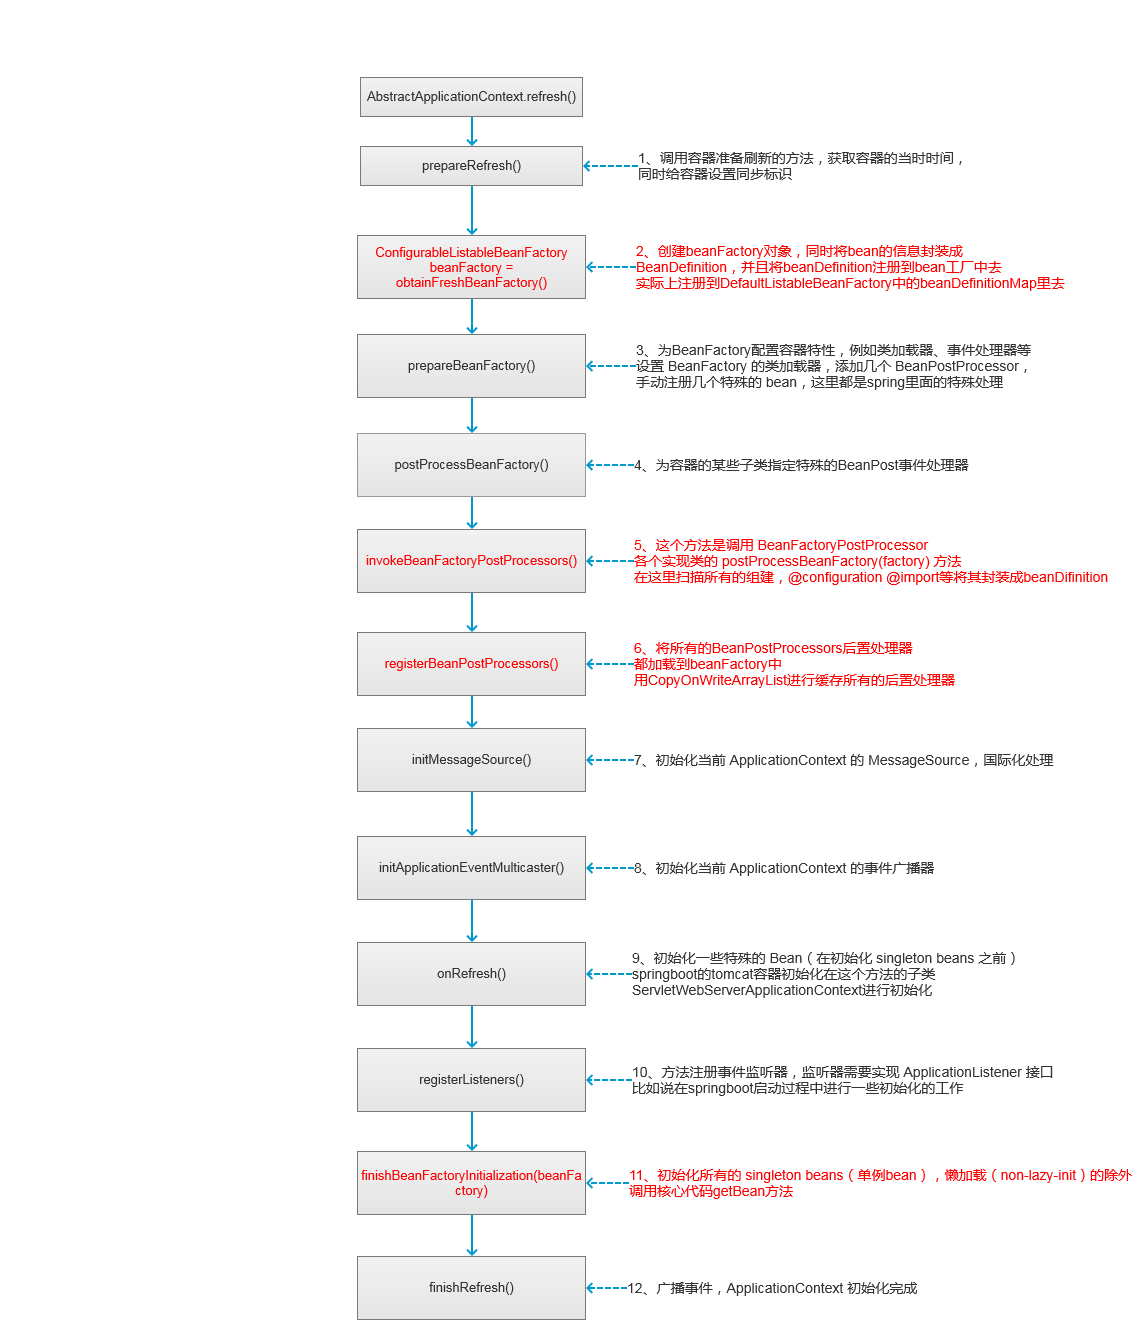 AbstractApplicationContext.refresh()
prepareRefresh()
1、调用容器准备刷新的方法，获取容器的当时时间，
同时给容器设置同步标识
ConfigurableListableBeanFactory
beanFactory =
obtainFreshBeanFactory()
2、创建beanFactory对象，同时将bean的信息封装成
BeanDefinition，并且将beanDefinition注册到bean工厂中去
实际上注册到DefaultListableBeanFactory中的beanDefinitionMap里去
prepareBeanFactory()
3、为BeanFactory配置容器特性，例如类加载器、事件处理器等
设置 BeanFactory 的类加载器，添加几个 BeanPostProcessor，
手动注册几个特殊的 bean，这里都是spring里面的特殊处理
postProcessBeanFactory()
4、为容器的某些子类指定特殊的BeanPost事件处理器
invokeBeanFactoryPostProcessors()
5、这个方法是调用 BeanFactoryPostProcessor
各个实现类的 postProcessBeanFactory(factory) 方法
在这里扫描所有的组建，@configuration @import等将其封装成beanDifinition
registerBeanPostProcessors()
6、将所有的BeanPostProcessors后置处理器
都加载到beanFactory中
用CopyOnWriteArrayList进行缓存所有的后置处理器
initMessageSource()
7、初始化当前 ApplicationContext 的 MessageSource，国际化处理
initApplicationEventMulticaster()
8、初始化当前 ApplicationContext 的事件广播器
onRefresh()
9、初始化一些特殊的 Bean（在初始化 singleton beans 之前）
springboot的tomcat容器初始化在这个方法的子类
ServletWebServerApplicationContext进行初始化
registerListeners()
10、方法注册事件监听器，监听器需要实现 ApplicationListener 接口
比如说在springboot启动过程中进行一些初始化的工作
finishBeanFactoryInitialization(beanFa
ctory)
11、初始化所有的 singleton beans（单例bean），懒加载（non-lazy-init）的除外
调用核心代码getBean方法
finishRefresh()
12、广播事件，ApplicationContext 初始化完成